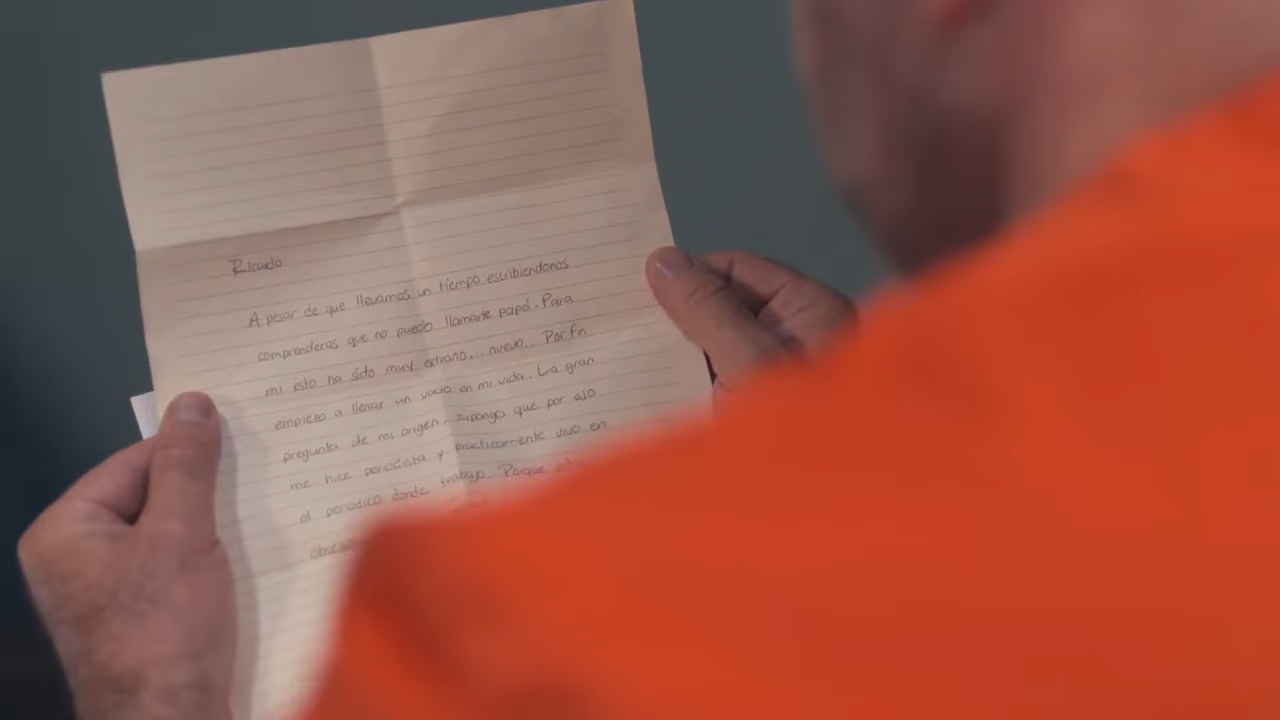 Ricardo
A pesar de que llevamos un tiempo escribiendonos
comprenderas que no puedo llamarte papá. Para
mi esto ha sido muy extraño... nuevo. Por fin
empiezo a llenar un vacio en mi vida. La gran
pregunta de mi origen, supongo que por eso
me hice periodista y practicamente vivo en
el periodico donde trabajo. Porque